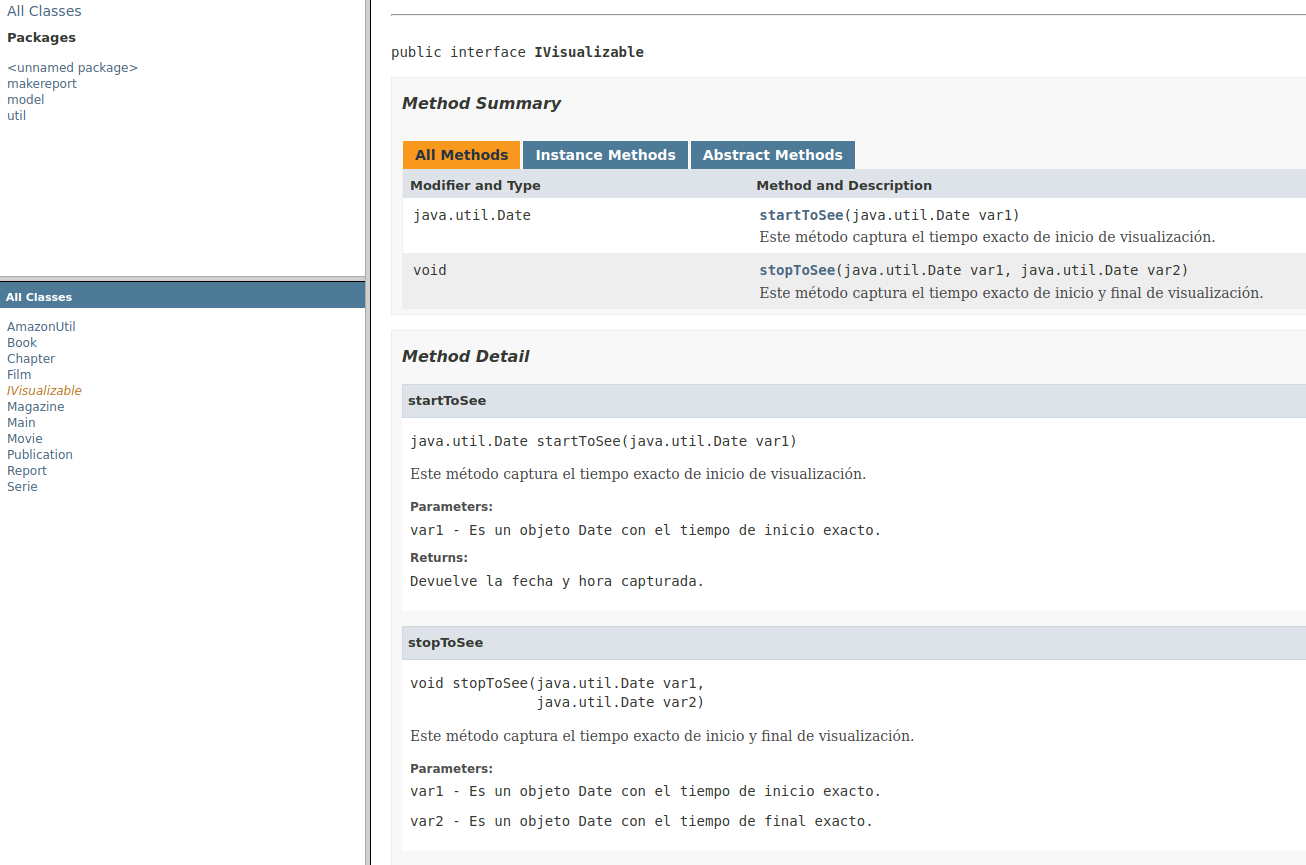 All Classes
Packages
<unnamed package>
makereport
model
util
All Classes
AmazonUtil
Book
Chapter
Film
IVisualizable
Magazine
Main
Movie
Publication
Report
Serie
public interface IVisualizable
Method Summary
All Methods Instance Methods Abstract Methods
Modifier and Type Method and Description
java.util.Date startToSee(java.util.Date var1)
Este método captura el tiempo exacto de inicio de visualización.
void stopToSee(java.util.Date var1, java.util.Date var2)
Este método captura el tiempo exacto de inicio y final de visualización.
Method Detail
startToSee
java.util.Date startToSee(java.util.Date var1)
Este método captura el tiempo exacto de inicio de visualización.
Parameters:
var1 - Es un objeto Date con el tiempo de inicio exacto.
Returns:
Devuelve la fecha y hora capturada.
stopToSee
void stopToSee(java.util.Date var1,
java.util.Date var2)
Este método captura el tiempo exacto de inicio y final de visualización.
Parameters:
var1 - Es un objeto Date con el tiempo de inicio exacto.
var2 - Es un objeto Date con el tiempo de final exacto.